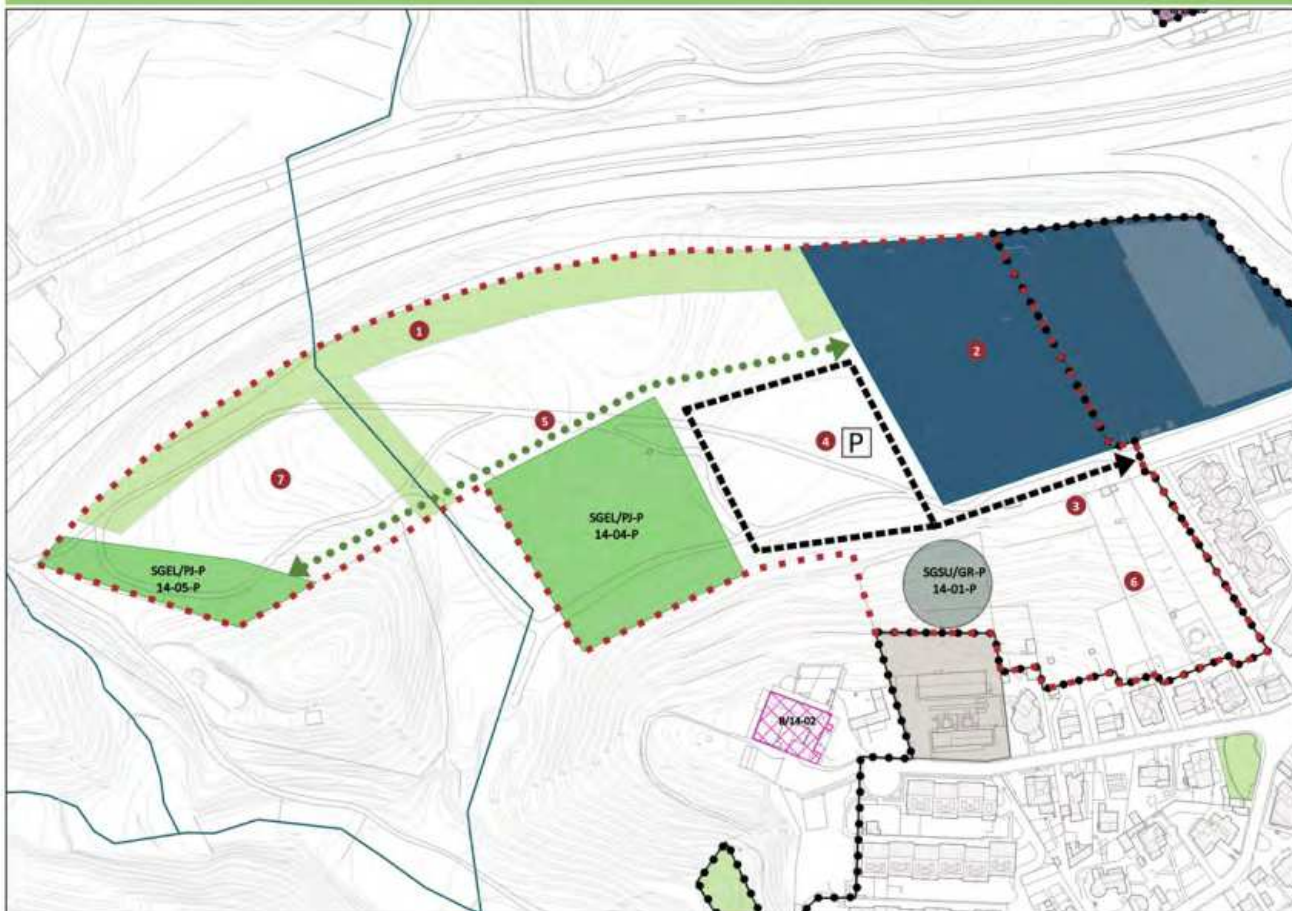 1
2
5
4 P
3
7
SGEL/PJ-P
14-04-P
SGEL/PJ-P
14-05-P
SGSU/GR-P
14-01-P
6
B/14-02